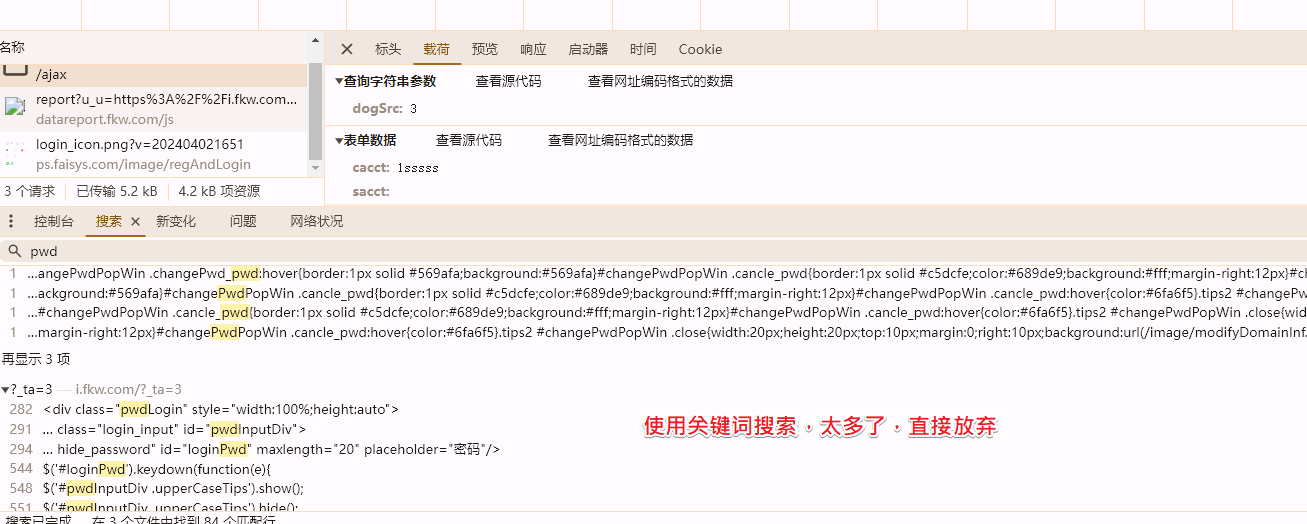 名称
/ajax
report?u_u=https%3A%2F%2Fi.fkw.com...
datareport.fkw.com/js
login_icon.png?v=202404021651
ps.faisys.com/image/regAndLogin
3 个请求 已传输 5.2 kB 4.2 kB 项资源
标头 载荷 预览 响应 启动器 时间 Cookie
▼查询字符串参数 查看源代码 查看网址编码格式的数据
dogSrc: 3
▼表单数据 查看源代码 查看网址编码格式的数据
cacct: 1sssss
sacct:
控制台 搜索 新变化 问题 网络状况
pwd
1 ...angePwdPopWin .changePwd_pwd:hover{border:1px solid #569afa;background:#569afa}#changePwdPopWin .cancle_pwd{border:1px solid #c5dcfe;color:#689de9;background:#fff;margin-right:12px}#c
1 ...ackground:#569afa}#changePwdPopWin .cancle_pwd{border:1px solid #c5dcfe;color:#689de9;background:#fff;margin-right:12px}#changePwdPopWin .cancle_pwd:hover{color:#6fa6f5}.tips2 #changePw
1 ...#changePwdPopWin .cancle_pwd{border:1px solid #c5dcfe;color:#689de9;background:#fff;margin-right:12px}#changePwdPopWin .cancle_pwd:hover{color:#6fa6f5}.tips2 #changePwdPopWin .close{wid
1 ...margin-right:12px}#changePwdPopWin .cancle_pwd:hover{color:#6fa6f5}.tips2 #changePwdPopWin .close{width:20px;height:20px;top:10px;margin:0;right:10px;background:url(/image/modifyDomainInf.
再显示 3 项
▼?_ta=3 — i.fkw.com/?_ta=3
282 <div class="pwdLogin" style="width:100%;height:auto">
291 ... class="login_input" id="pwdInputDiv">
294 ... hide_password" id="loginPwd" maxlength="20" placeholder="密码"/>
544 $('#loginPwd').keydown(function(e){
548 $('#pwdInputDiv .upperCaseTips').show();
551 $('#pwdInputDiv .upperCaseTips').hide();
搜索已完成。 在 3 个文件中找到 84 个匹配行
使用关键词搜索，太多了，直接放弃